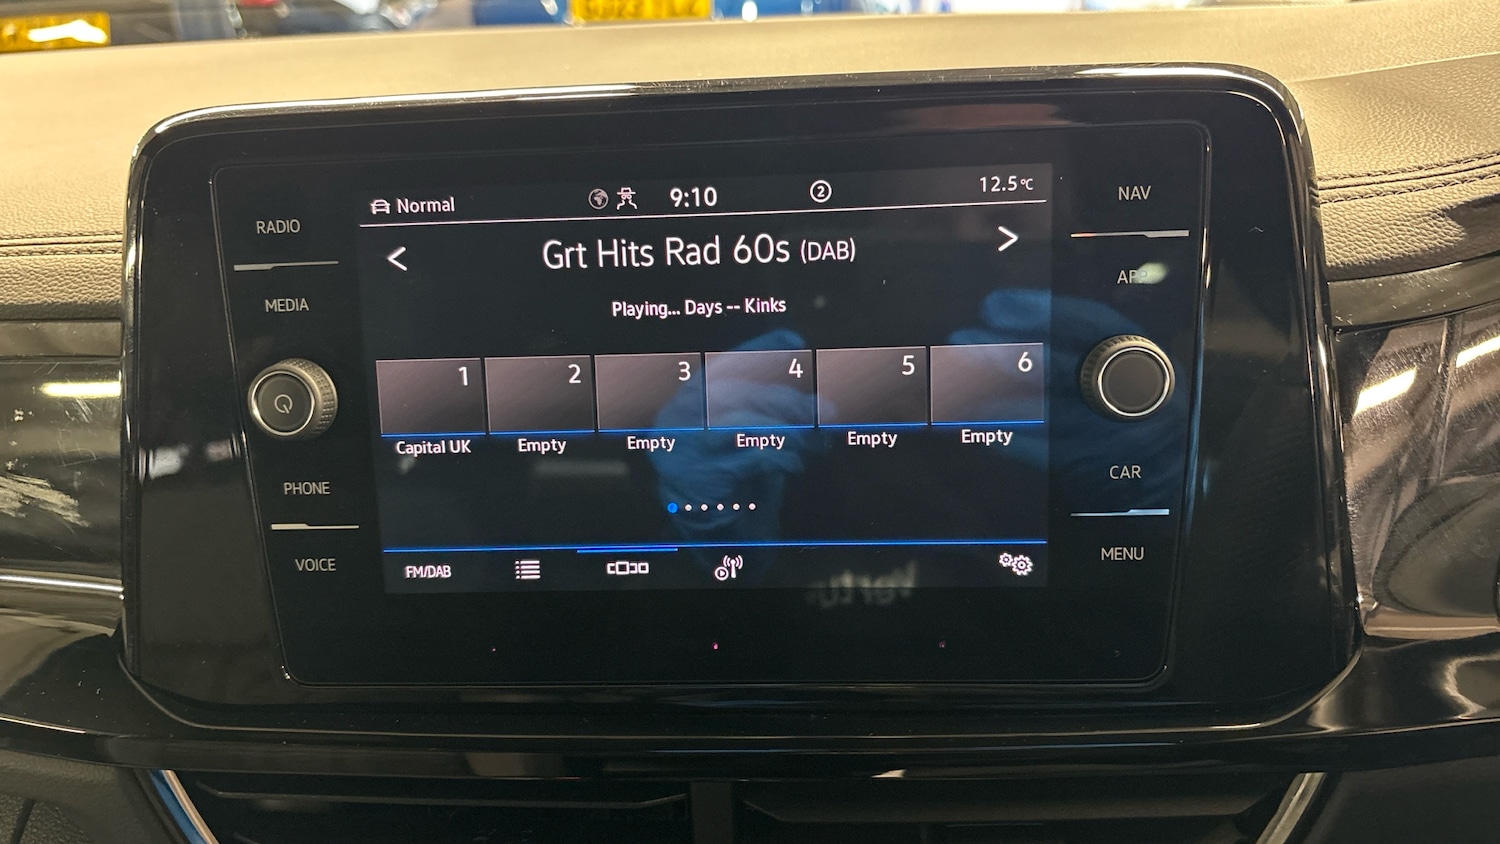 RADIO
MEDIA
PHONE
VOICE
Normal
9:10
2
12.5°C
Grt Hits Rad 60s (DAB)
Playing... Days -- Kinks
1
2
3
4
5
6
Capital UK
Empty
Empty
Empty
Empty
Empty
FM/DAB
NAV
APP
CAR
MENU